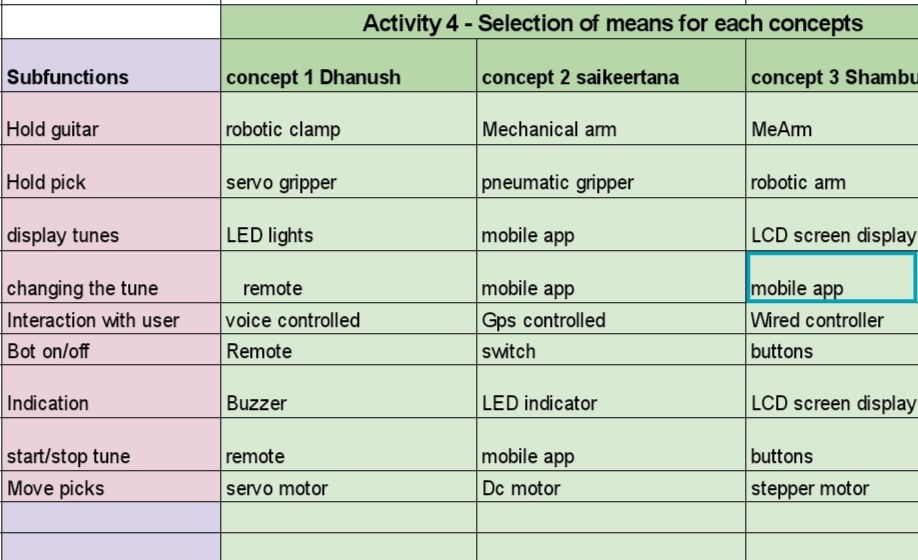 Activity 4 - Selection of means for each concepts
Subfunctions concept 1 Dhanush concept 2 saikeertana concept 3 Shambu
Hold guitar robotic clamp Mechanical arm MeArm
Hold pick servo gripper pneumatic gripper robotic arm
display tunes LED lights mobile app LCD screen display
changing the tune remote mobile app mobile app
Interaction with user voice controlled Gps controlled Wired controller
Bot on/off Remote switch buttons
Indication Buzzer LED indicator LCD screen display
start/stop tune remote mobile app buttons
Move picks servo motor Dc motor stepper motor